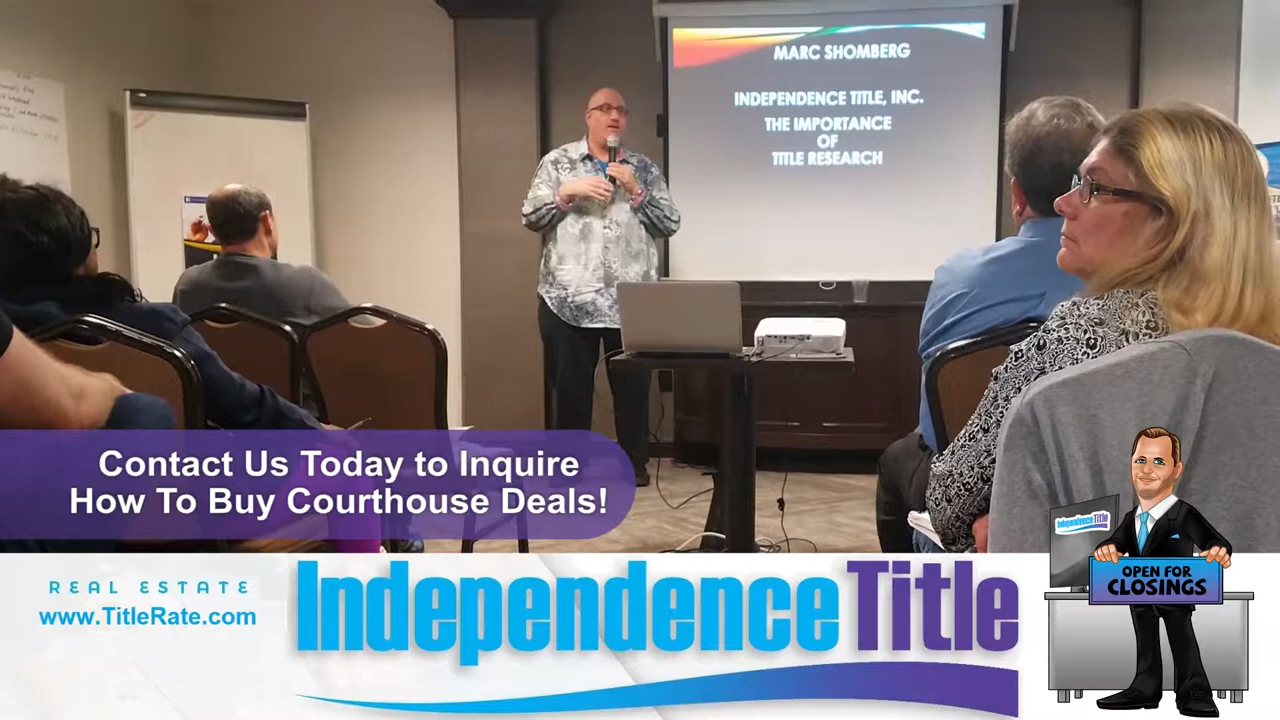 MARC SHOMBERG
INDEPENDENCE TITLE, INC.
THE IMPORTANCE
OF
TITLE RESEARCH
Contact Us Today to Inquire
How To Buy Courthouse Deals!
REAL ESTATE
www.TitleRate.com
IndependenceTitle
IndependenceTitle
OPEN FOR
CLOSINGS